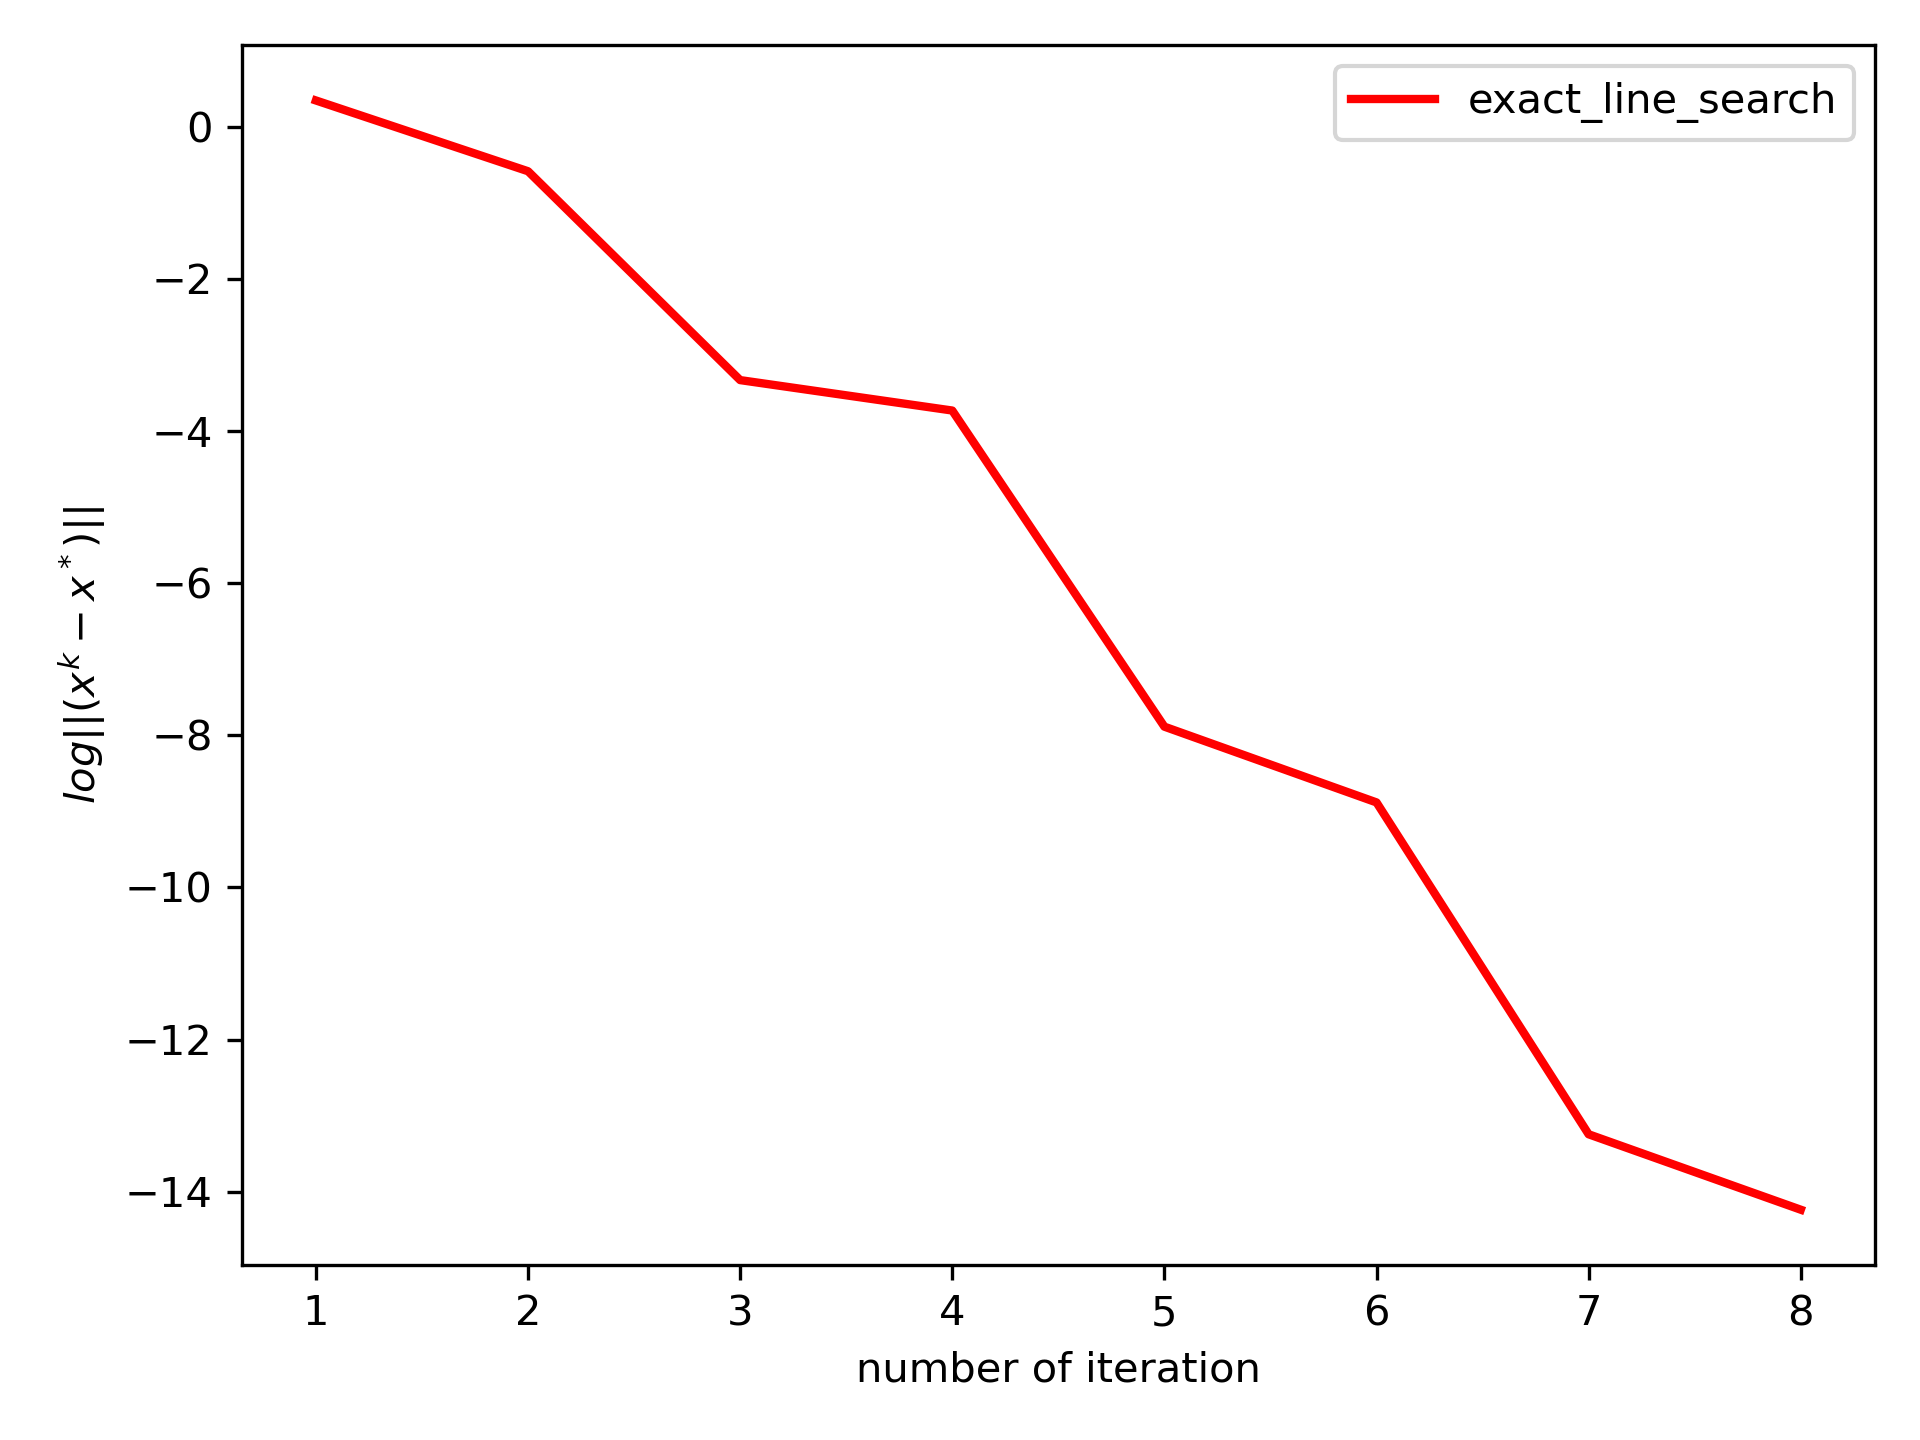 exact_line_search
0
−2
−4
−6
−8
−10
−12
−14
log||(x^k − x^*)||
1 2 3 4 5 6 7 8
number of iteration